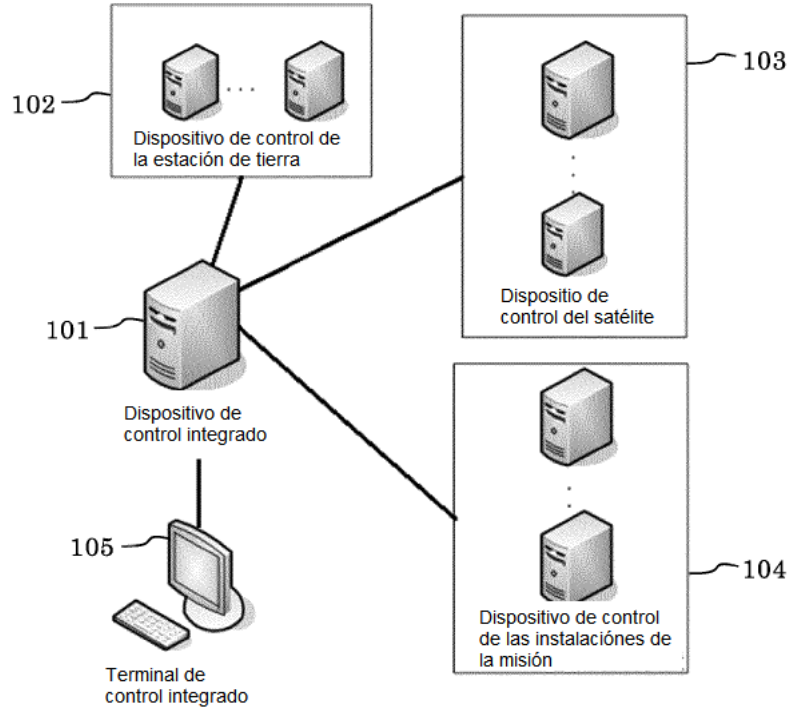 102
Dispositivo de control de
la estación de tierra
103
Dispositio de
control del satélite
101
Dispositivo de
control integrado
104
Dispositivo de control
de las instalaciónes de
la misión
105
Terminal de
control integrado